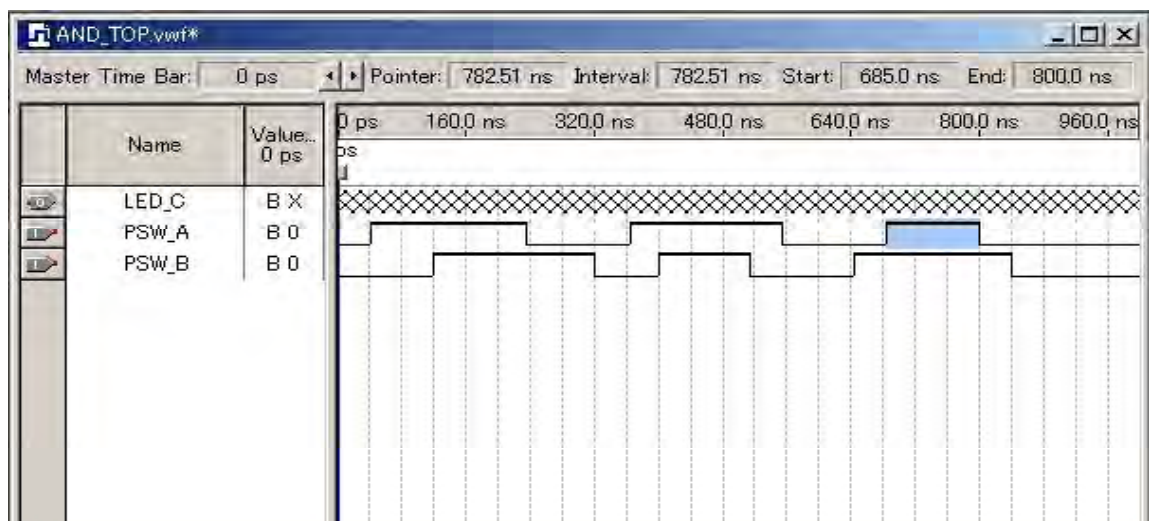 AND_TOP.vwf*
Master Time Bar: 0 ps Pointer: 782.51 ns Interval: 782.51 ns Start: 685.0 ns End: 800.0 ns
Name Value... 0 ps
0 ps 160.0 ns 320.0 ns 480.0 ns 640.0 ns 800.0 ns 960.0 ns
ps
LED_C B X
PSW_A B 0
PSW_B B 0